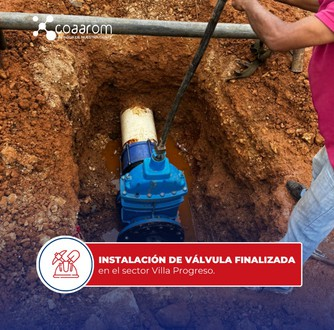 coaarom
INSTALACIÓN DE VÁLVULA FINALIZADA
en el sector Villa Progreso.